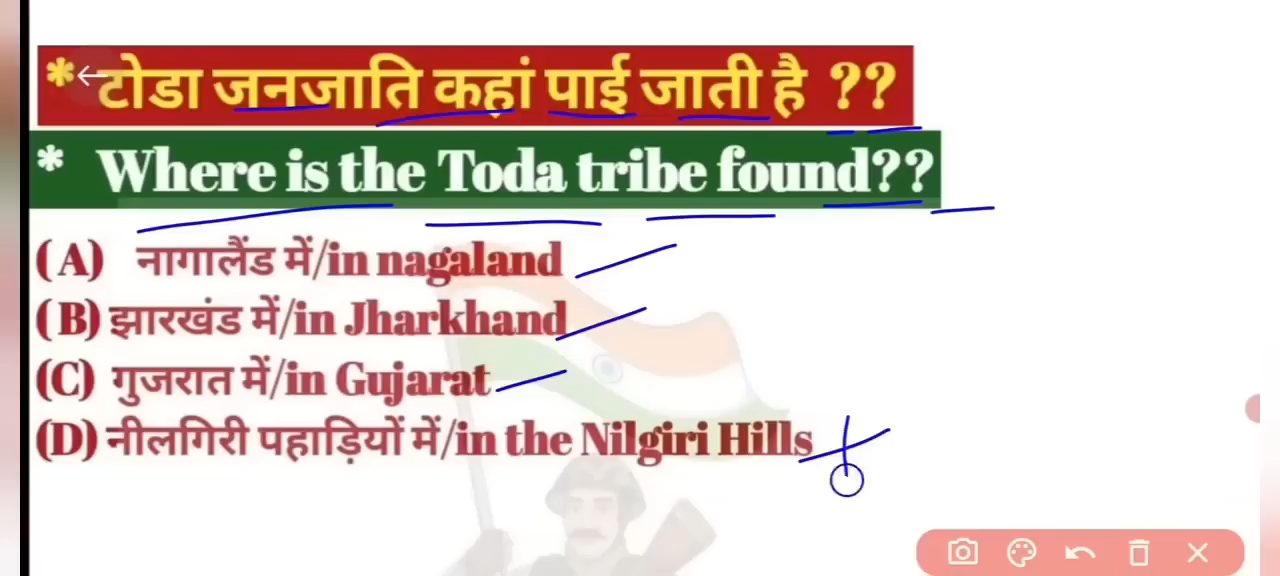 * टोडा जनजाति कहां पाई जाती है ??
* Where is the Toda tribe found??
(A) नागालैंड में/in nagaland
(B) झारखंड में/in Jharkhand
(C) गुजरात में/in Gujarat
(D) नीलगिरी पहाड़ियों में/in the Nilgiri Hills